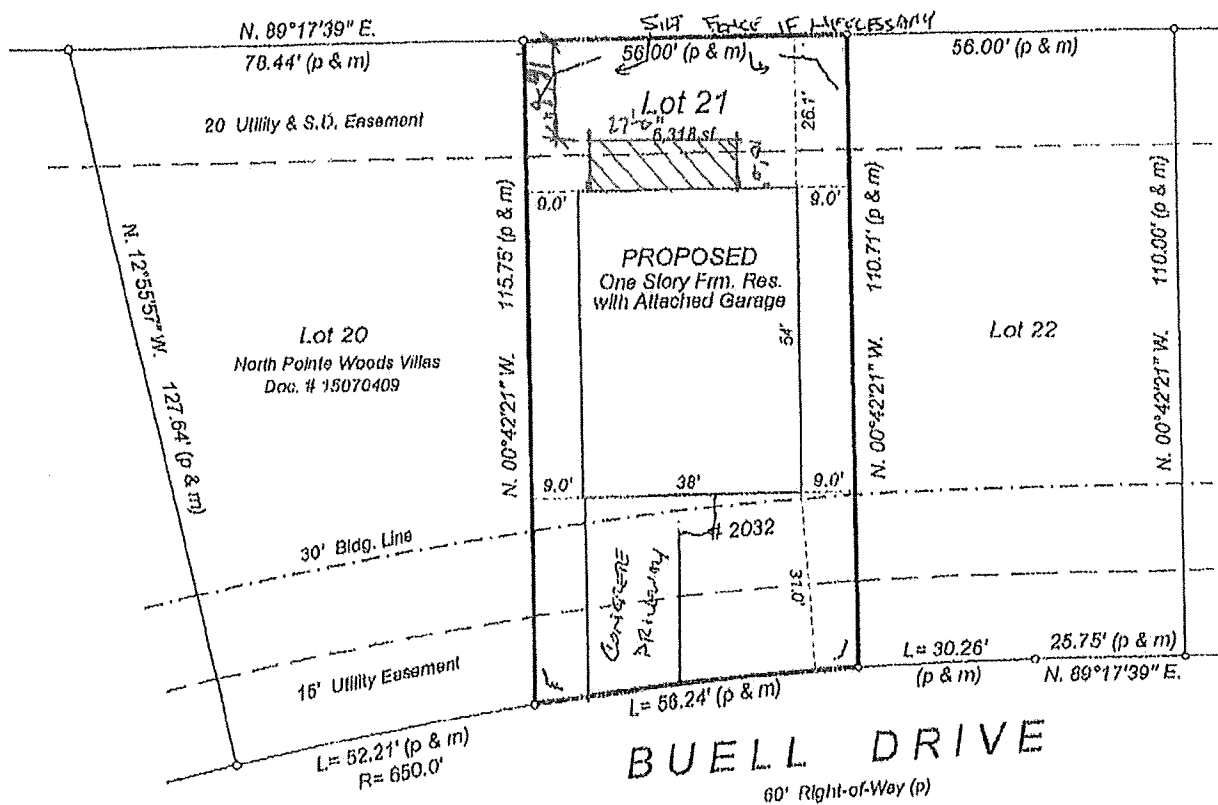 N. 89°17'39" E.
78.44' (p & m)
SILT FENCE IF NECESSARY
56.00' (p & m)
56.00' (p & m)
20 Utility & S.D. Easement
Lot 21
27'-0"
6,318 sf
26.1'
9.0'
9.0'
115.75' (p & m)
N. 00°42'21" W.
110.71' (p & m)
N. 00°42'21" W.
110.00' (p & m)
N. 00°42'21" W.
PROPOSED
One Story Frm. Res.
with Attached Garage
54'
Lot 20
North Pointe Woods Villas
Doc. # 15070409
Lot 22
N. 12°55'57" W. 127.64' (p & m)
9.0'
38'
9.0'
30' Bldg. Line
# 2032
CONCRETE
DRIVEWAY
31.0'
16' Utility Easement
L= 52.21' (p & m)
R= 650.0'
L= 56.24' (p & m)
L= 30.26'
(p & m)
25.75' (p & m)
N. 89°17'39" E.
BUELL DRIVE
60' Right-of-Way (p)